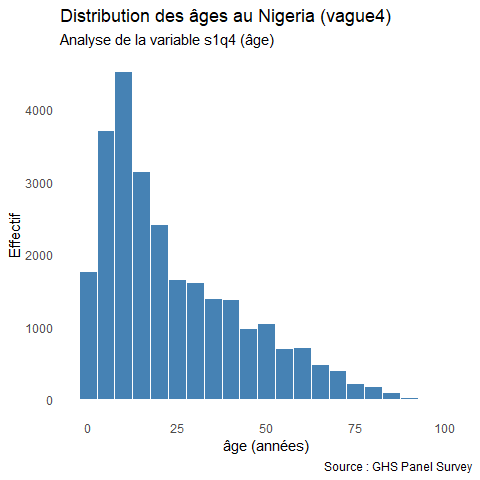 Distribution des âges au Nigeria (vague4)
Analyse de la variable s1q4 (âge)
Effectif
4000
3000
2000
1000
0
0 25 50 75 100
âge (années)
Source : GHS Panel Survey